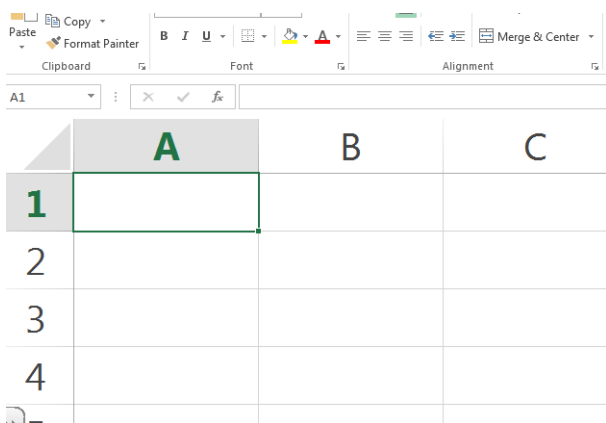 Copy
Paste
Format Painter
B I U A Merge & Center
Clipboard Font Alignment
A1 fx
A B C
1
2
3
4